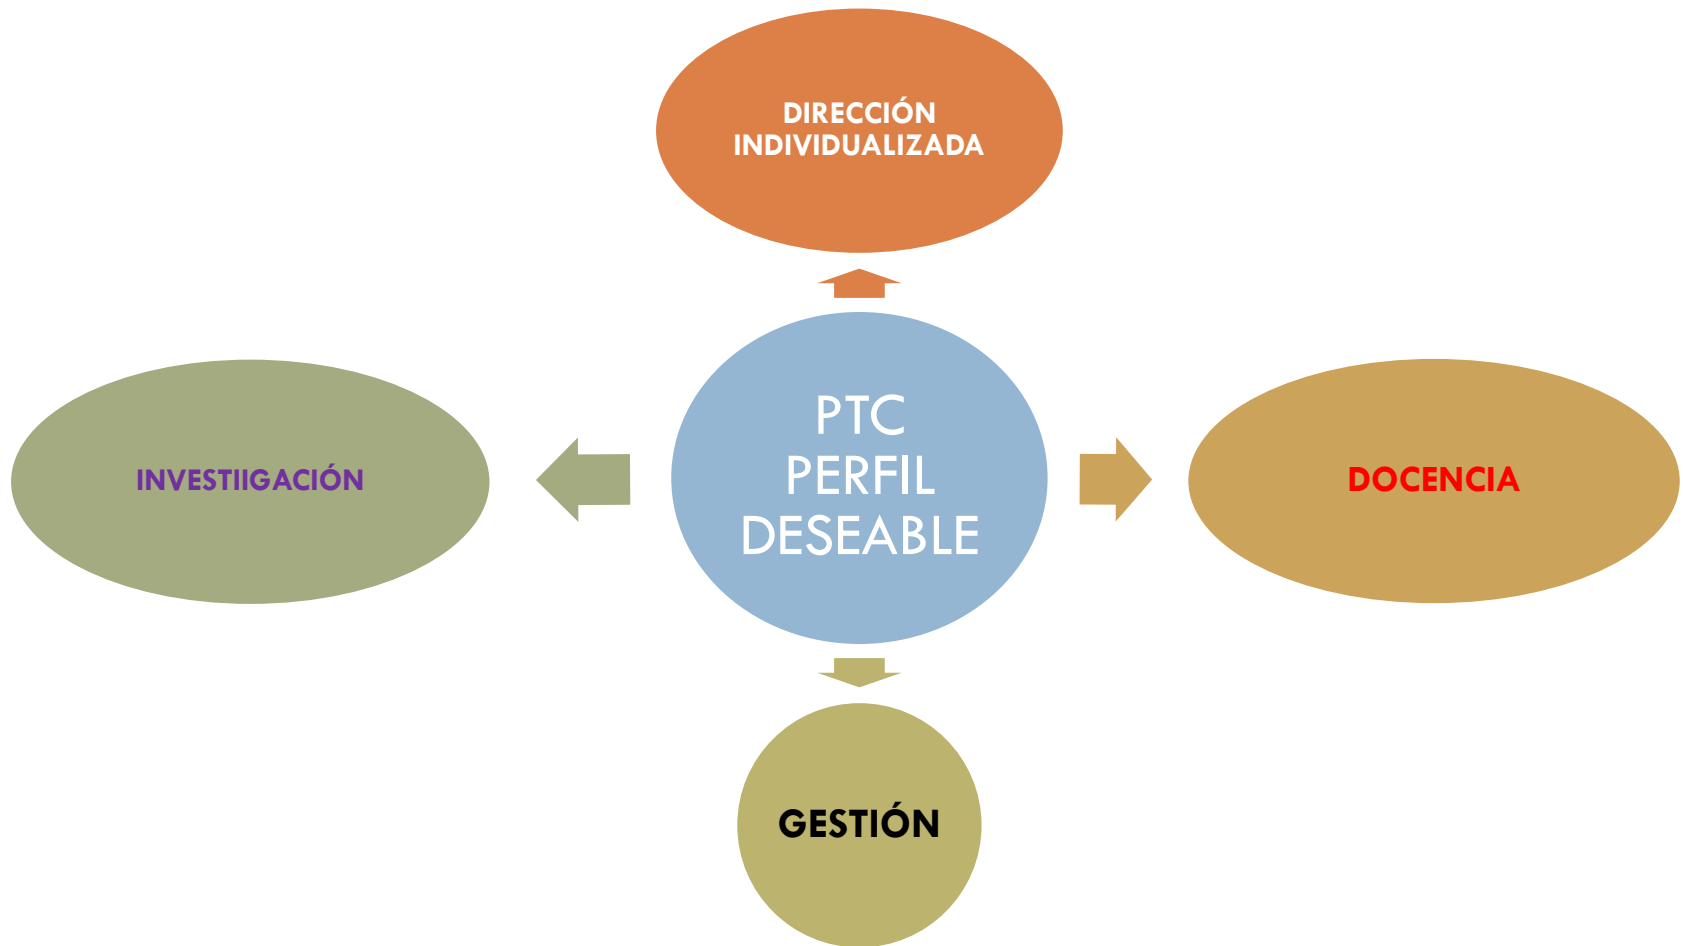 DIRECCIÓN
INDIVIDUALIZADA
PTC
PERFIL
DESEABLE
INVESTIIGACIÓN
DOCENCIA
GESTIÓN